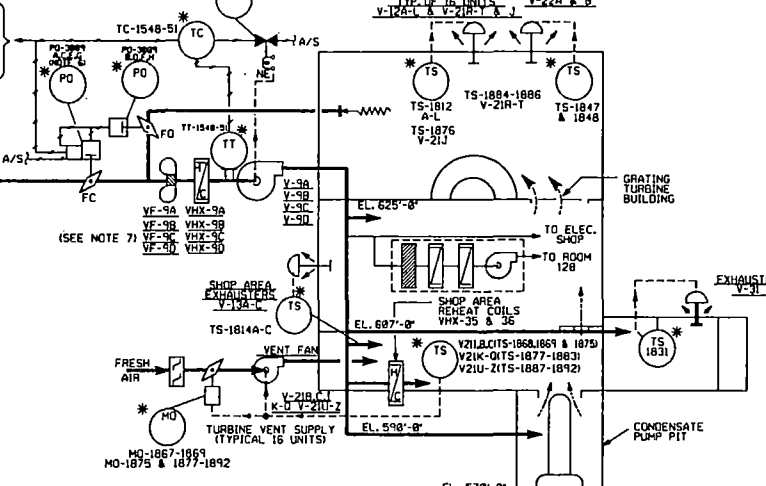 TYP. OF 16 UNITS
V-12A-L & V-21R-T & J
V-22A & B
TC-1548-51
TC
A/S
PO-3889
A,C,E,G
(NOTE 6)
PO
PO-3889
B,D,F,H
PO
NE
TS
TS-1812
A-L
TS-1876
V-21J
TS-1884-1886
V-21R-T
TS
TS-1847
& 1848
FO
TT-1548-51
TT
A/S
FC
H
C
VF-9A
VF-9B
VF-9C
VF-9D
VHX-9A
VHX-9B
VHX-9C
VHX-9D
V-9A
V-9B
V-9C
V-9D
(SEE NOTE 7)
GRATING
TURBINE
BUILDING
EL. 625'-0"
TO ELEC.
SHOP
TO ROOM
128
SHOP AREA
EXHAUSTERS
V-13A-C
TS
TS-1814A-C
SHOP AREA
REHEAT COILS
VHX-35 & 36
EXHAUST
V-31
EL. 607'-0"
TS
V21I,B,C(TS-1868,1869 & 1875)
V21K-Q(TS-1877-1883)
V21U-Z(TS-1887-1892)
TS
1831
VENT FAN
FRESH
AIR
V-21B,C,I
K-Q V-21U-Z
C
TURBINE VENT SUPPLY
(TYPICAL 16 UNITS)
MO
MO-1867-1869
MO-1875 & 1877-1892
EL. 590'-0"
CONDENSATE
PUMP PIT